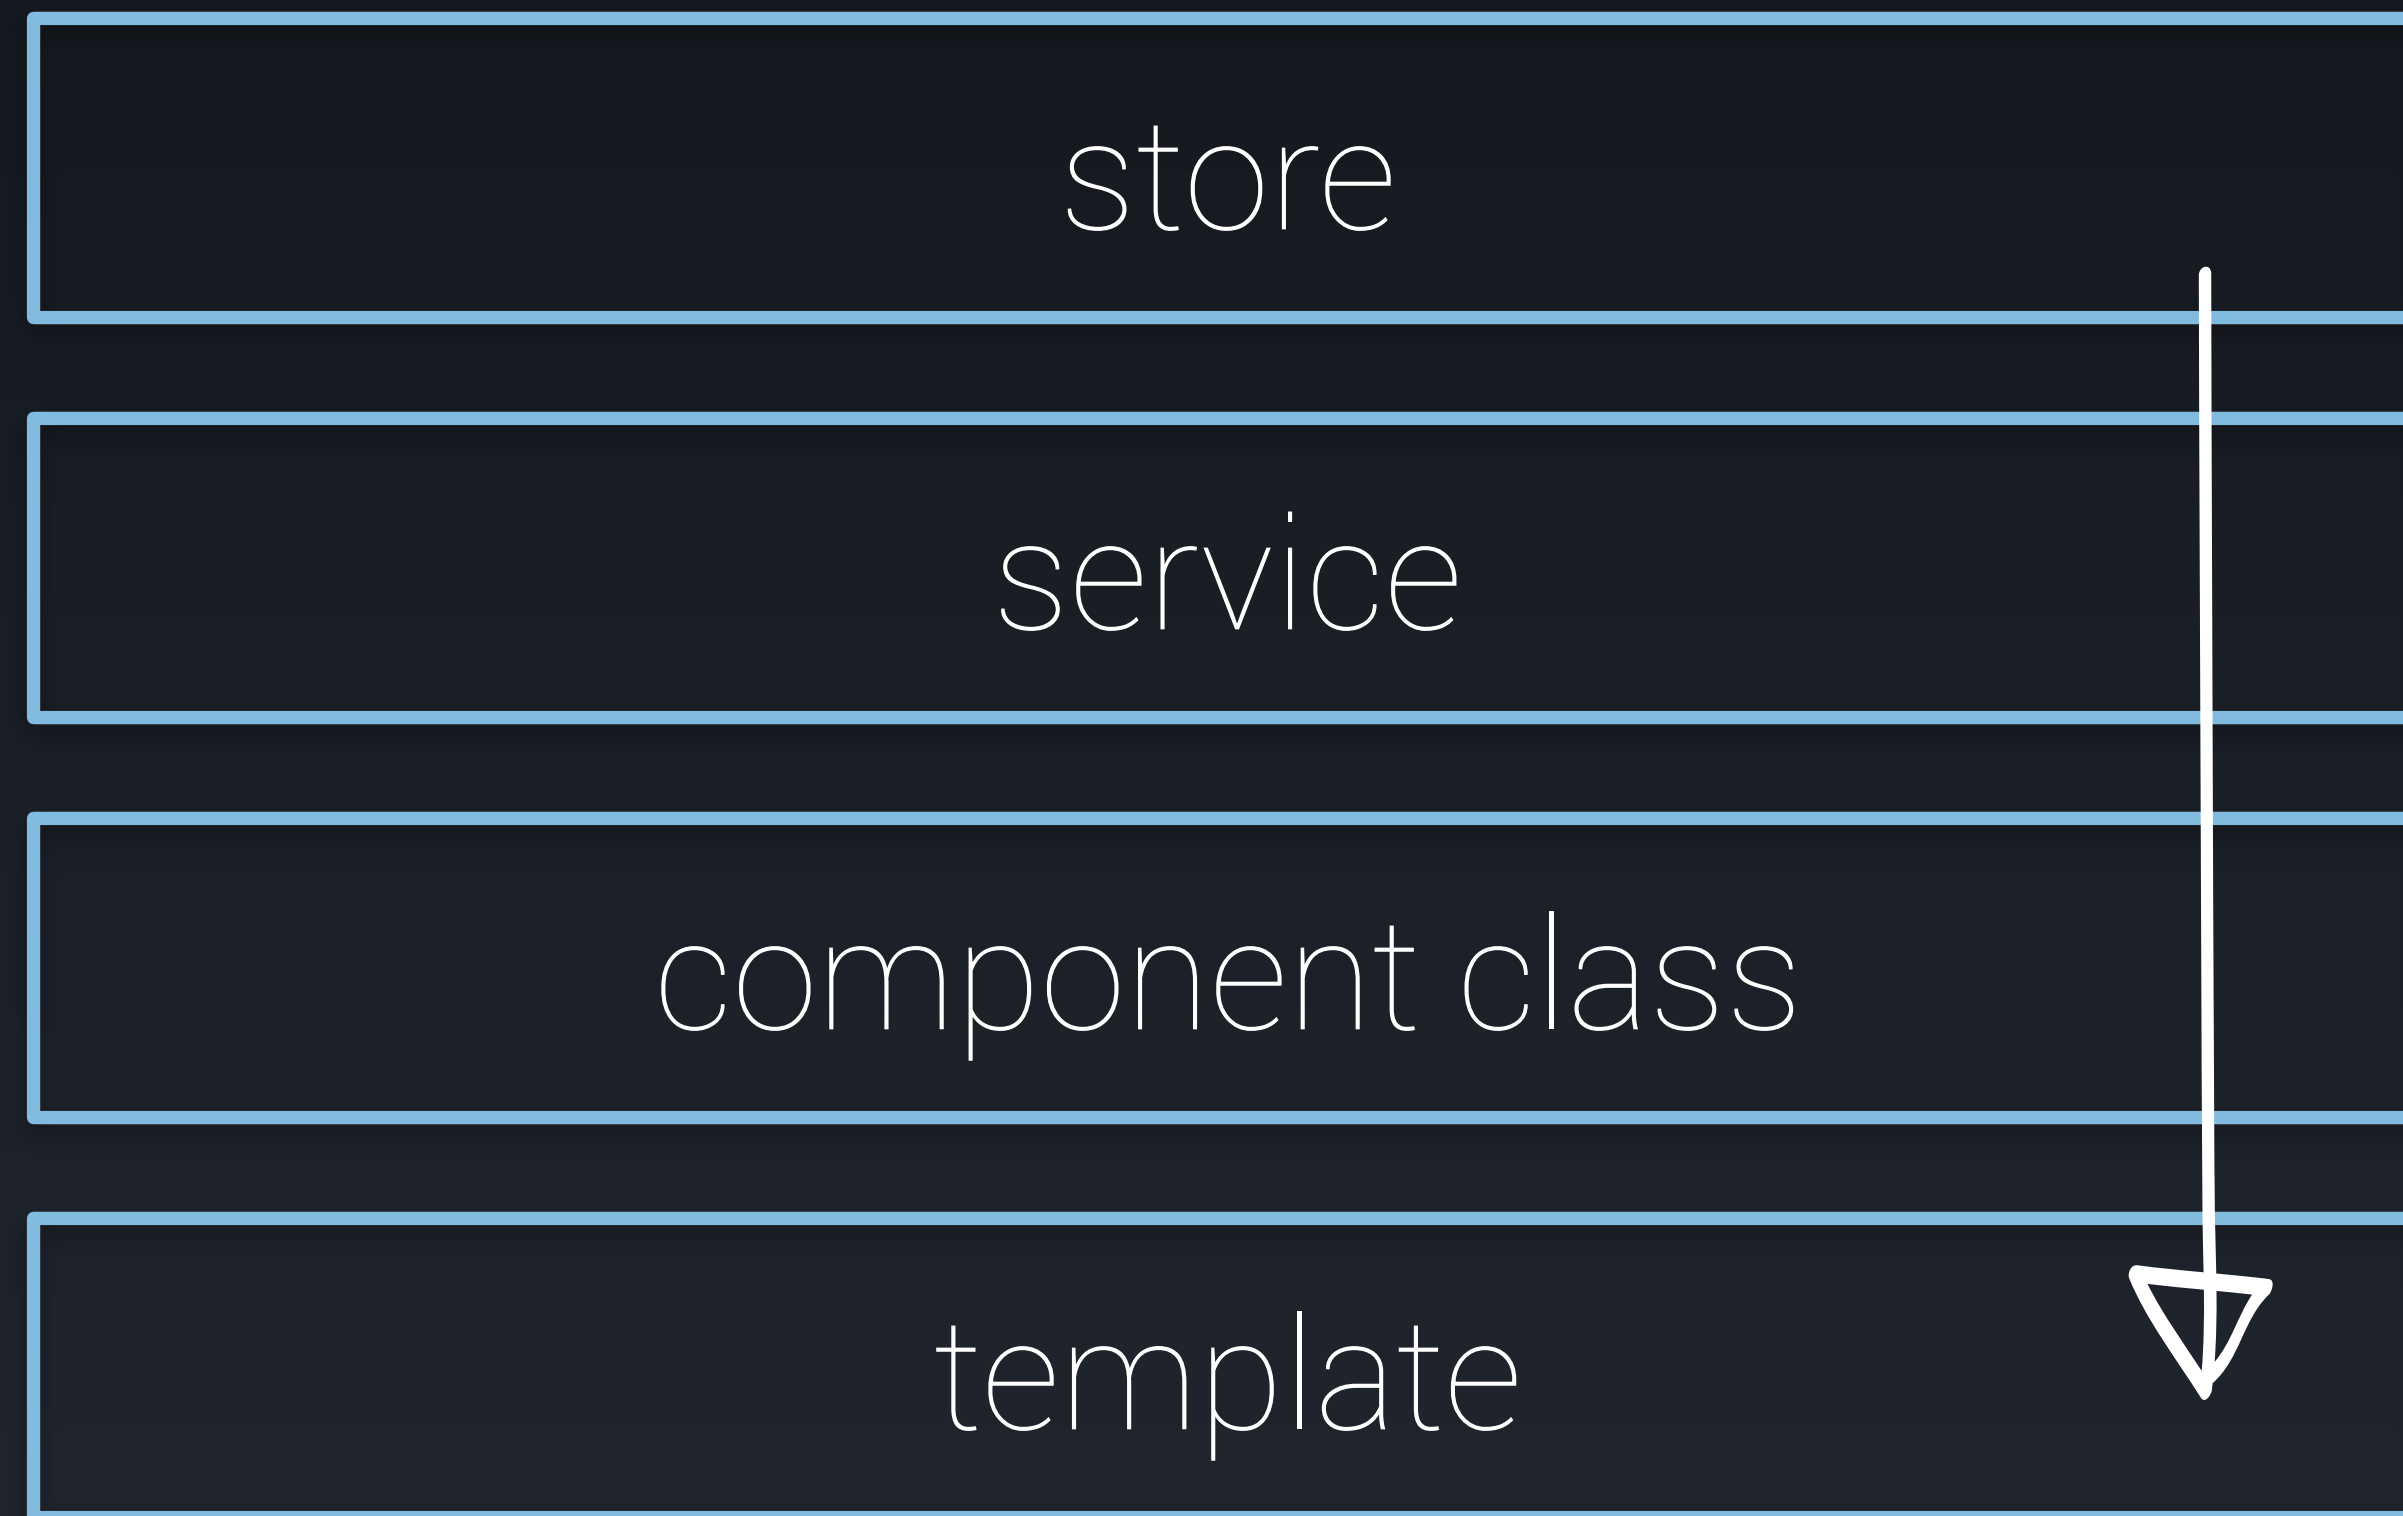 store
service
component class
template